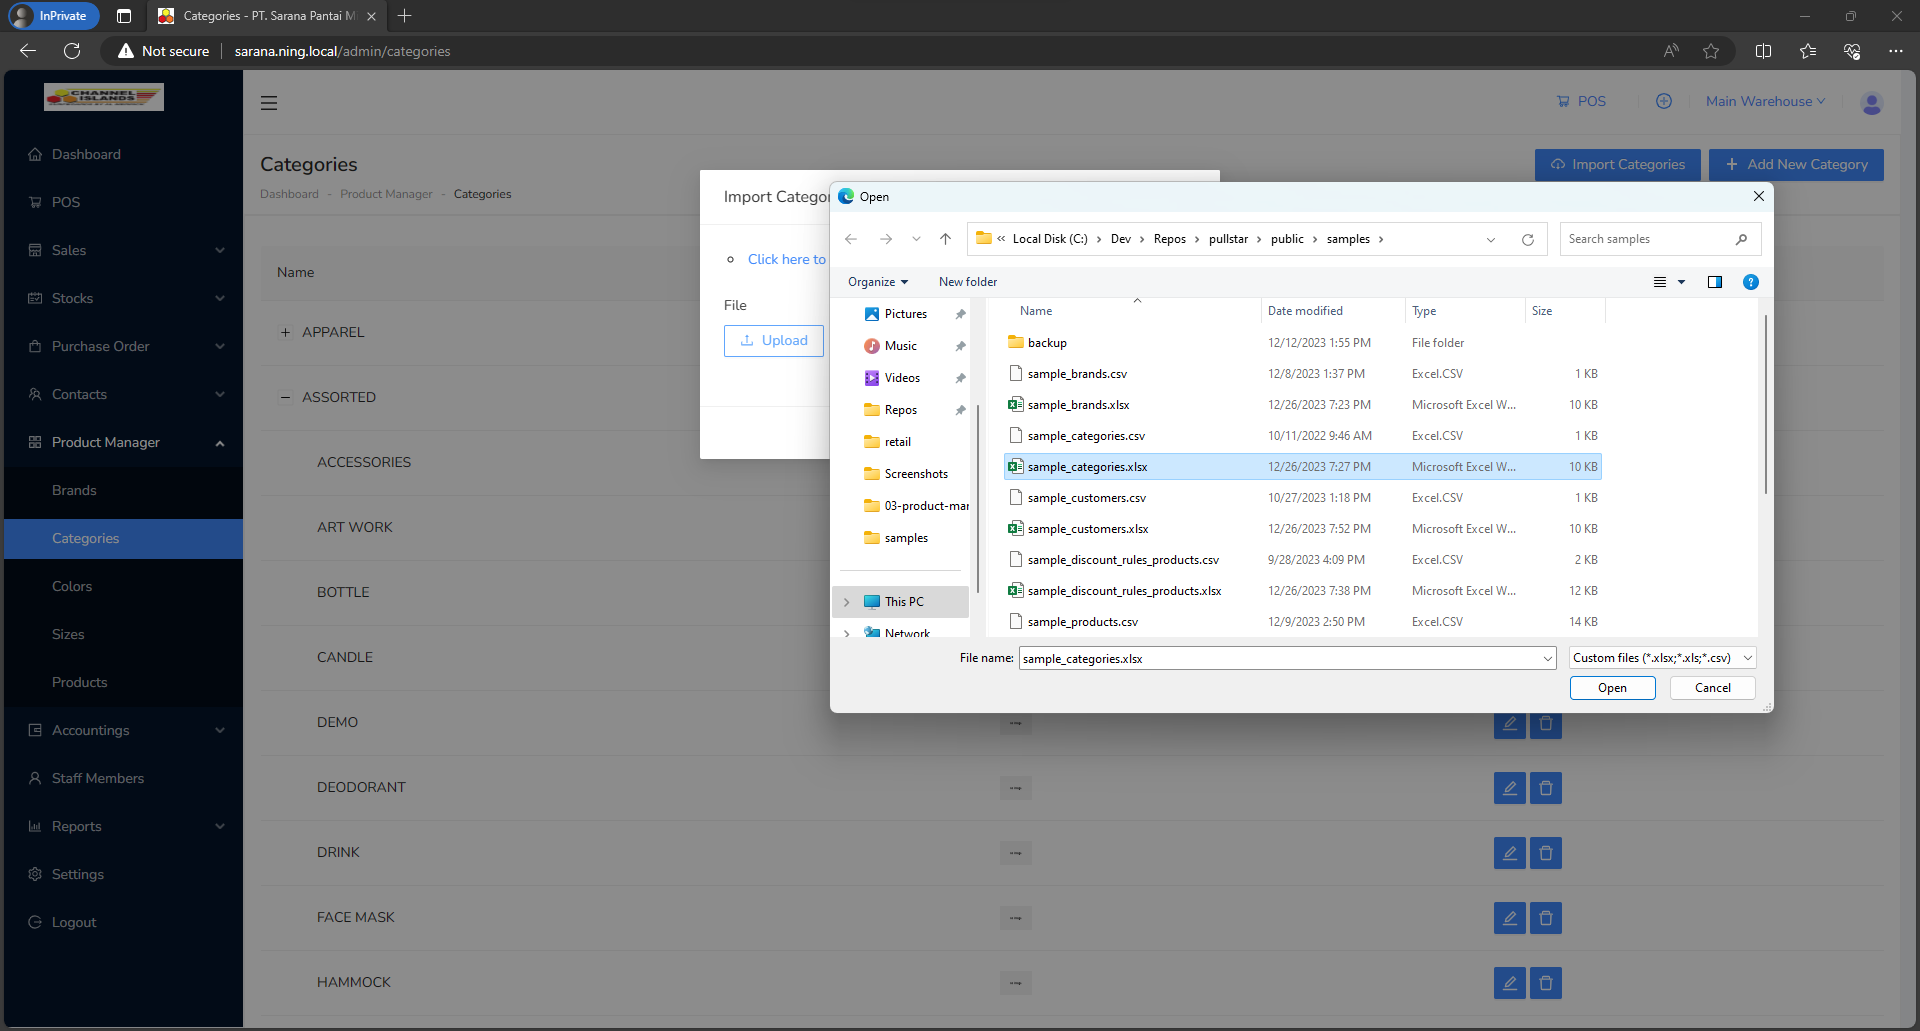 InPrivate
Categories - PT. Sarana Pantai M
Not secure
sarana.ning.local/admin/categories
CHANNEL
ISLANDS
POS
Main Warehouse
Dashboard
POS
Sales
Stocks
Purchase Order
Contacts
Product Manager
Brands
Categories
Colors
Sizes
Products
Accountings
Staff Members
Reports
Settings
Logout
Categories
Dashboard - Product Manager - Categories
Import Categories
Add New Category
Name
APPAREL
ASSORTED
ACCESSORIES
ART WORK
BOTTLE
CANDLE
DEMO
DEODORANT
DRINK
FACE MASK
HAMMOCK
Import Categor
Click here to
File
Upload
Open
« Local Disk (C:) › Dev › Repos › pullstar › public › samples ›
Search samples
Organize
New folder
Pictures
Music
Videos
Repos
retail
Screenshots
03-product-mar
samples
This PC
Network
Name Date modified Type Size
backup 12/12/2023 1:55 PM File folder
sample_brands.csv 12/8/2023 1:37 PM Excel.CSV 1 KB
sample_brands.xlsx 12/26/2023 7:23 PM Microsoft Excel W... 10 KB
sample_categories.csv 10/11/2022 9:46 AM Excel.CSV 1 KB
sample_categories.xlsx 12/26/2023 7:27 PM Microsoft Excel W... 10 KB
sample_customers.csv 10/27/2023 1:18 PM Excel.CSV 1 KB
sample_customers.xlsx 12/26/2023 7:52 PM Microsoft Excel W... 10 KB
sample_discount_rules_products.csv 9/28/2023 4:09 PM Excel.CSV 2 KB
sample_discount_rules_products.xlsx 12/26/2023 7:38 PM Microsoft Excel W... 12 KB
sample_products.csv 12/9/2023 2:50 PM Excel.CSV 14 KB
File name: sample_categories.xlsx
Custom files (*.xlsx;*.xls;*.csv)
Open
Cancel